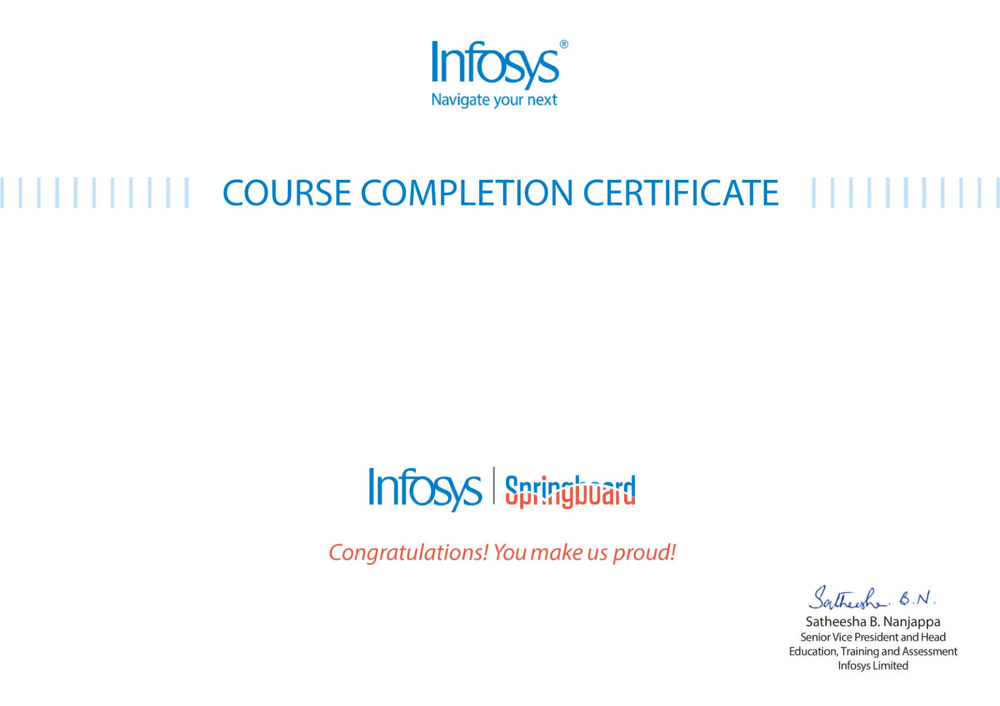 Infosys®
Navigate your next
COURSE COMPLETION CERTIFICATE
Infosys | Springboard
Congratulations! You make us proud!
Satheesha B.N.
Satheesha B. Nanjappa
Senior Vice President and Head
Education, Training and Assessment
Infosys Limited